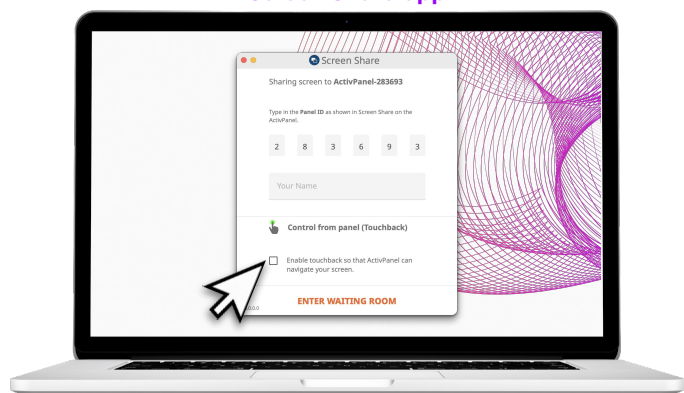 Screen Share
Sharing screen to ActivPanel-283693
Type in the Panel ID as shown in Screen Share on the
ActivPanel.
2 8 3 6 9 3
Your Name
Control from panel (Touchback)
Enable touchback so that ActivPanel can
navigate your screen.
ENTER WAITING ROOM